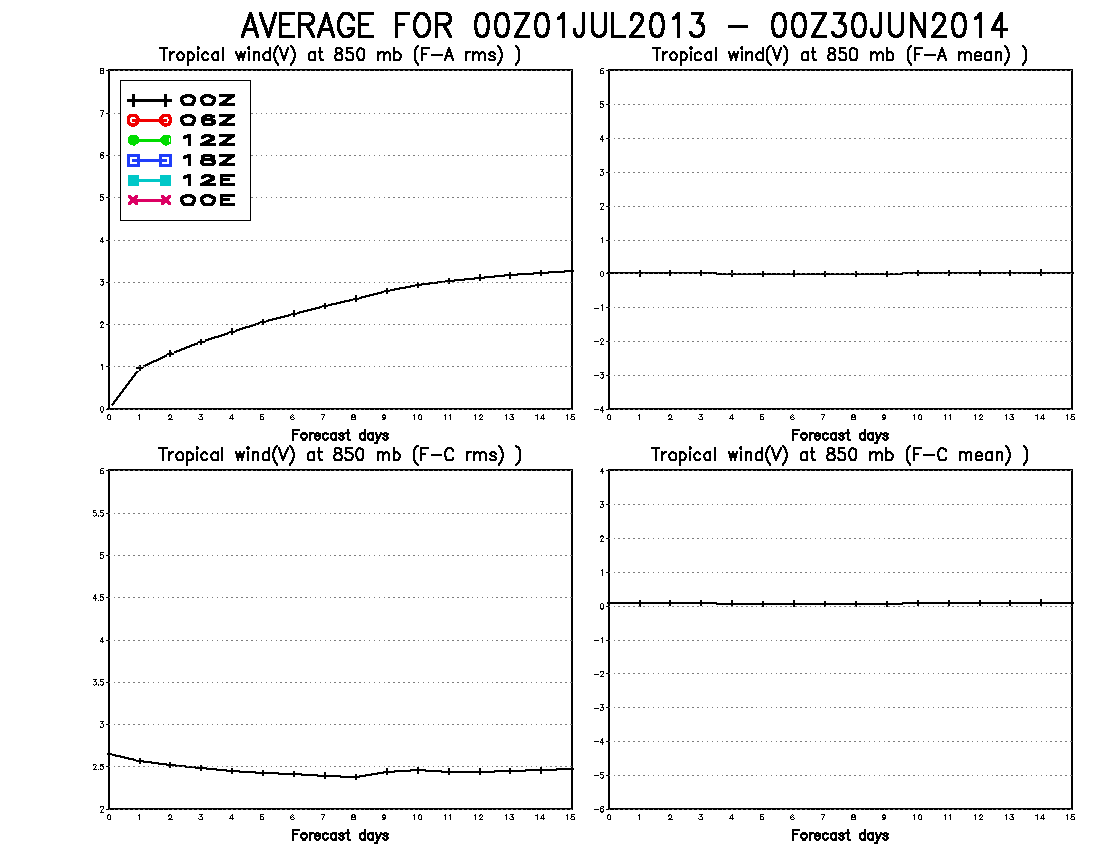 AVERAGE FOR 00Z01JUL2013 − 00Z30JUN2014
Tropical wind(V) at 850 mb (F−A rms) )
8
7
6
5
4
3
2
1
0
00Z
06Z
12Z
18Z
12E
00E
0 1 2 3 4 5 6 7 8 9 10 11 12 13 14 15
Forecast days
Tropical wind(V) at 850 mb (F−A mean) )
6
5
4
3
2
1
0
−1
−2
−3
−4
0 1 2 3 4 5 6 7 8 9 10 11 12 13 14 15
Forecast days
Tropical wind(V) at 850 mb (F−C rms) )
6
5.5
5
4.5
4
3.5
3
2.5
2
0 1 2 3 4 5 6 7 8 9 10 11 12 13 14 15
Forecast days
Tropical wind(V) at 850 mb (F−C mean) )
4
3
2
1
0
−1
−2
−3
−4
−5
−6
0 1 2 3 4 5 6 7 8 9 10 11 12 13 14 15
Forecast days